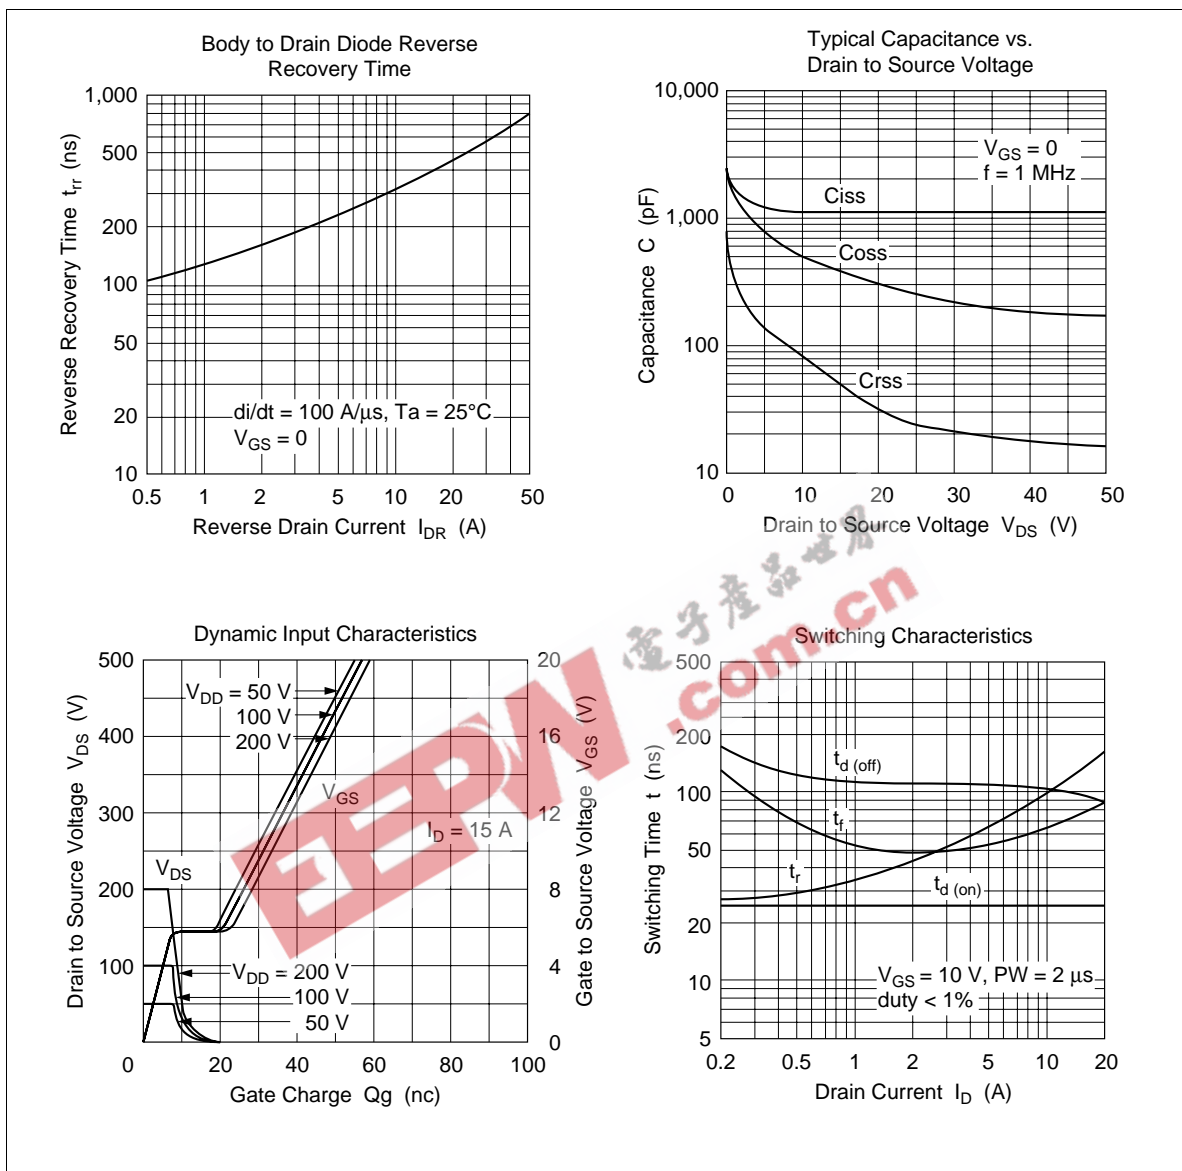 Body to Drain Diode Reverse
Recovery Time
Reverse Recovery Time trr (ns)
1,000
500
200
100
50
20
10
di/dt = 100 A/μs, Ta = 25°C
VGS = 0
0.5 1 2 5 10 20 50
Reverse Drain Current IDR (A)
Typical Capacitance vs.
Drain to Source Voltage
Capacitance C (pF)
10,000
1,000
100
10
VGS = 0
f = 1 MHz
Ciss
Coss
Crss
0 10 20 30 40 50
Drain to Source Voltage VDS (V)
電子產品世界
EEPW
.com.cn
Dynamic Input Characteristics
Drain to Source Voltage VDS (V)
500
400
300
200
100
0
VDD = 50 V
100 V
200 V
VGS
ID = 15 A
VDS
VDD = 200 V
100 V
50 V
20
16
12
8
4
0
Gate to Source Voltage VGS (V)
20 40 60 80 100
Gate Charge Qg (nc)
Switching Characteristics
Switching Time t (ns)
500
200
100
50
20
10
5
td (off)
tf
tr
td (on)
VGS = 10 V, PW = 2 μs
duty < 1%
0.2 0.5 1 2 5 10 20
Drain Current ID (A)